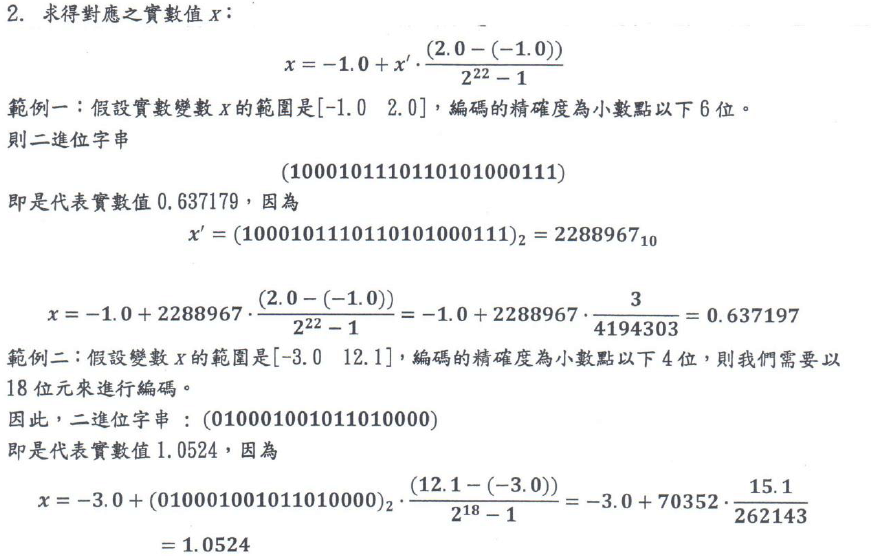 2. 求得對應之實數值 x：
x = −1.0 + x′ · (2.0 − (−1.0)) / 2^22 − 1
範例一：假設實數變數 x 的範圍是[-1.0 2.0]，編碼的精確度為小數點以下 6 位。
則二進位字串
(1000101110110101000111)
即是代表實數值 0.637179，因為
x′ = (1000101110110101000111)₂ = 2288967₁₀
x = −1.0 + 2288967 · (2.0 − (−1.0)) / 2^22 − 1 = −1.0 + 2288967 · 3 / 4194303 = 0.637197
範例二：假設變數 x 的範圍是[-3.0 12.1]，編碼的精確度為小數點以下 4 位，則我們需要以
18 位元來進行編碼。
因此，二進位字串 : (010001001011010000)
即是代表實數值 1.0524，因為
x = −3.0 + (010001001011010000)₂ · (12.1 − (−3.0)) / 2^18 − 1 = −3.0 + 70352 · 15.1 / 262143
= 1.0524